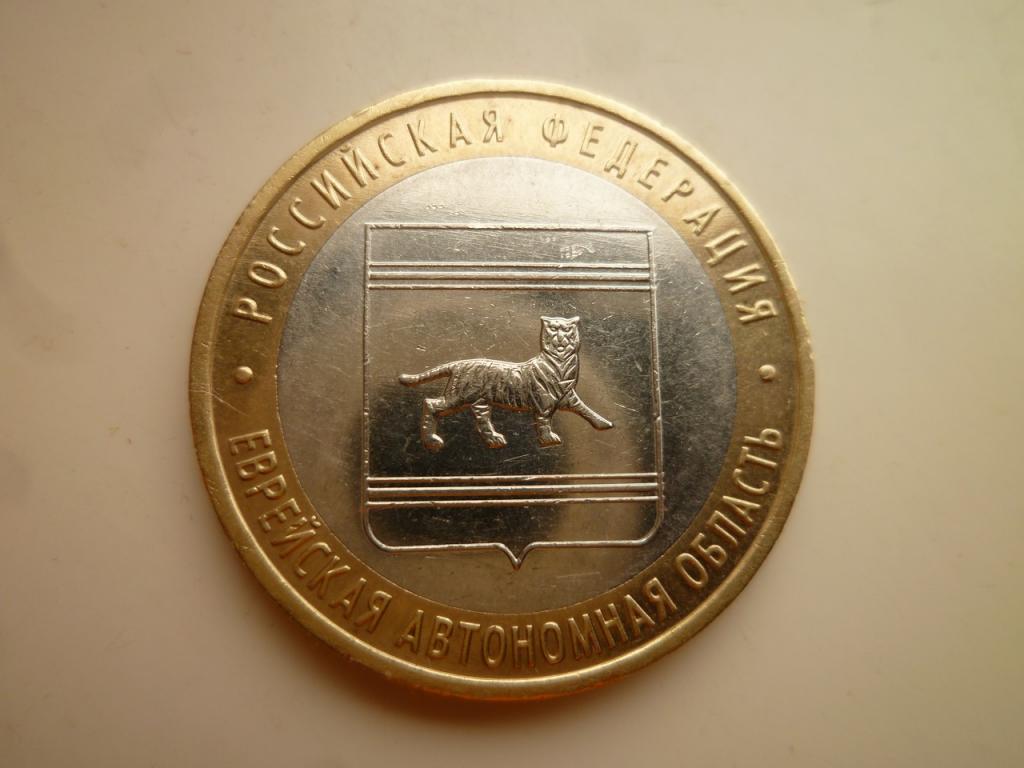 РОССИЙСКАЯ ФЕДЕРАЦИЯ
ЕВРЕЙСКАЯ АВТОНОМНАЯ ОБЛАСТЬ